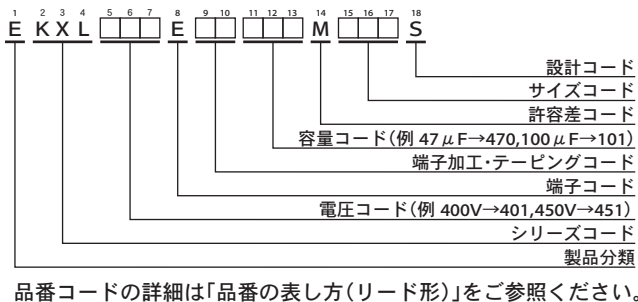 1 2 3 4 5 6 7 8 9 10 11 12 13 14 15 16 17 18
E KXL □□□ E □□ □□□ M □□□ S
設計コード
サイズコード
許容差コード
容量コード(例 47μF→470,100μF→101)
端子加工・テーピングコード
端子コード
電圧コード(例 400V→401,450V→451)
シリーズコード
製品分類
品番コードの詳細は「品番の表し方(リード形)」をご参照ください。